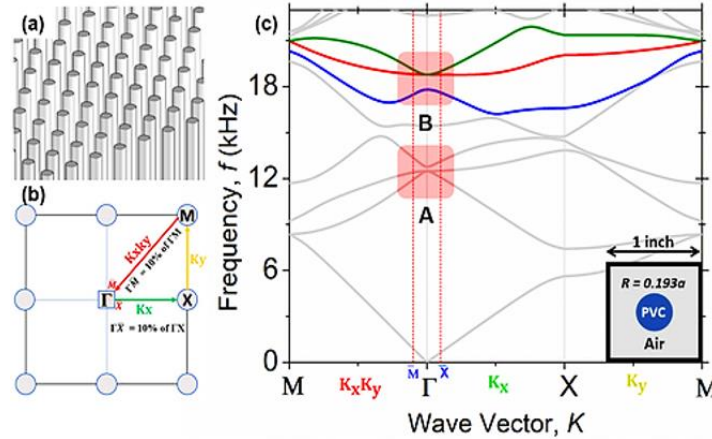 (a)
(b)
M
KxKy
ΓM̄ = 10% of ΓM
Ky
M̄
Γ
X̄
Kx
X
ΓX̄ = 10% of ΓX
(c)
Frequency, f (kHz)
18
12
6
0
B
A
1 inch
R = 0.193a
PVC
Air
M
KxKy
M̄
Γ
X̄
Kx
X
Ky
M
Wave Vector, K